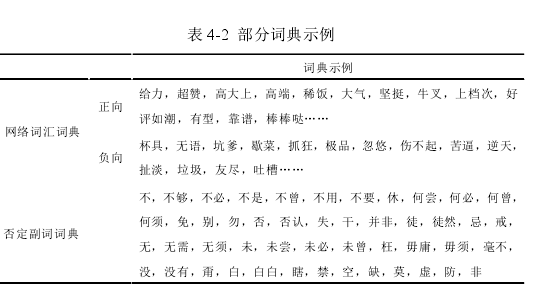 表 4-2 部分词典示例
词典示例
网络词汇词典
正向
给力，超赞，高大上，高端，稀饭，大气，坚挺，牛叉，上档次，好
评如潮，有型，靠谱，棒棒哒……
负向
杯具，无语，坑爹，歇菜，抓狂，极品，忽悠，伤不起，苦逼，逆天，
扯淡，垃圾，友尽，吐槽……
否定副词词典
不，不够，不必，不是，不曾，不用，不要，休，何尝，何必，何曾，
何须，免，别，勿，否，否认，失，干，并非，徒，徒然，忌，戒，
无，无需，无须，未，未尝，未必，未曾，枉，毋庸，毋须，毫不，
没，没有，甭，白，白白，瞎，禁，空，缺，莫，虚，防，非